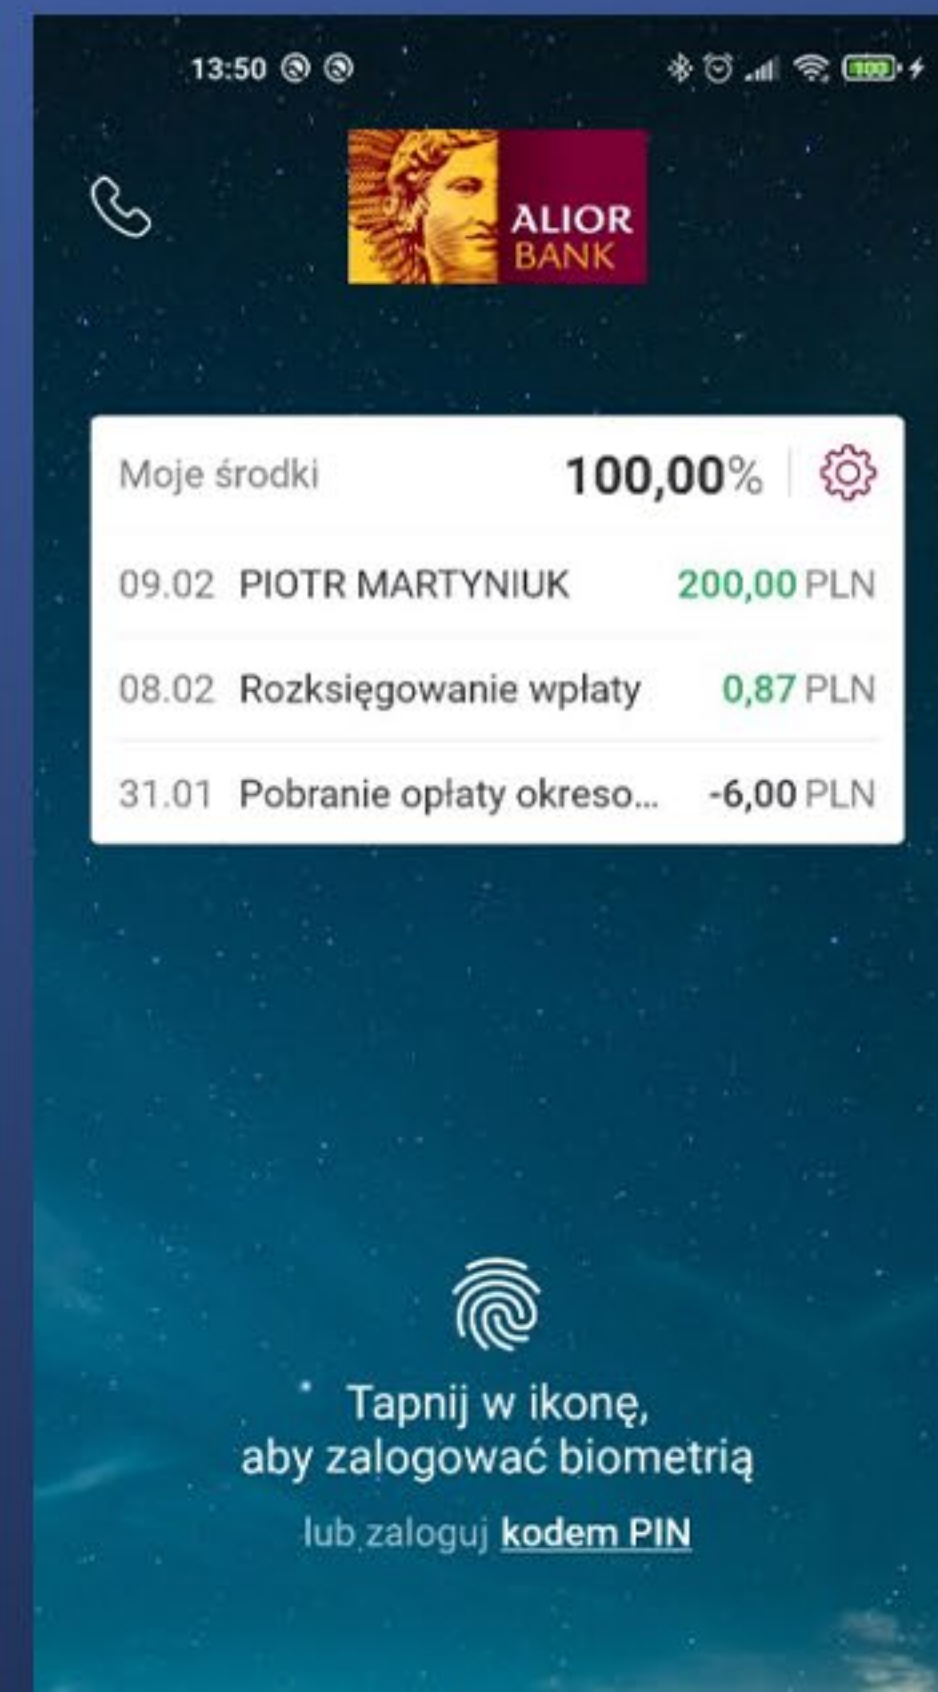 13:50
100
ALIOR
BANK
Moje środki 100,00%
09.02 PIOTR MARTYNIUK 200,00 PLN
08.02 Rozksięgowanie wpłaty 0,87 PLN
31.01 Pobranie opłaty okreso... -6,00 PLN
Tapnij w ikonę,
aby zalogować biometrią
lub zaloguj kodem PIN